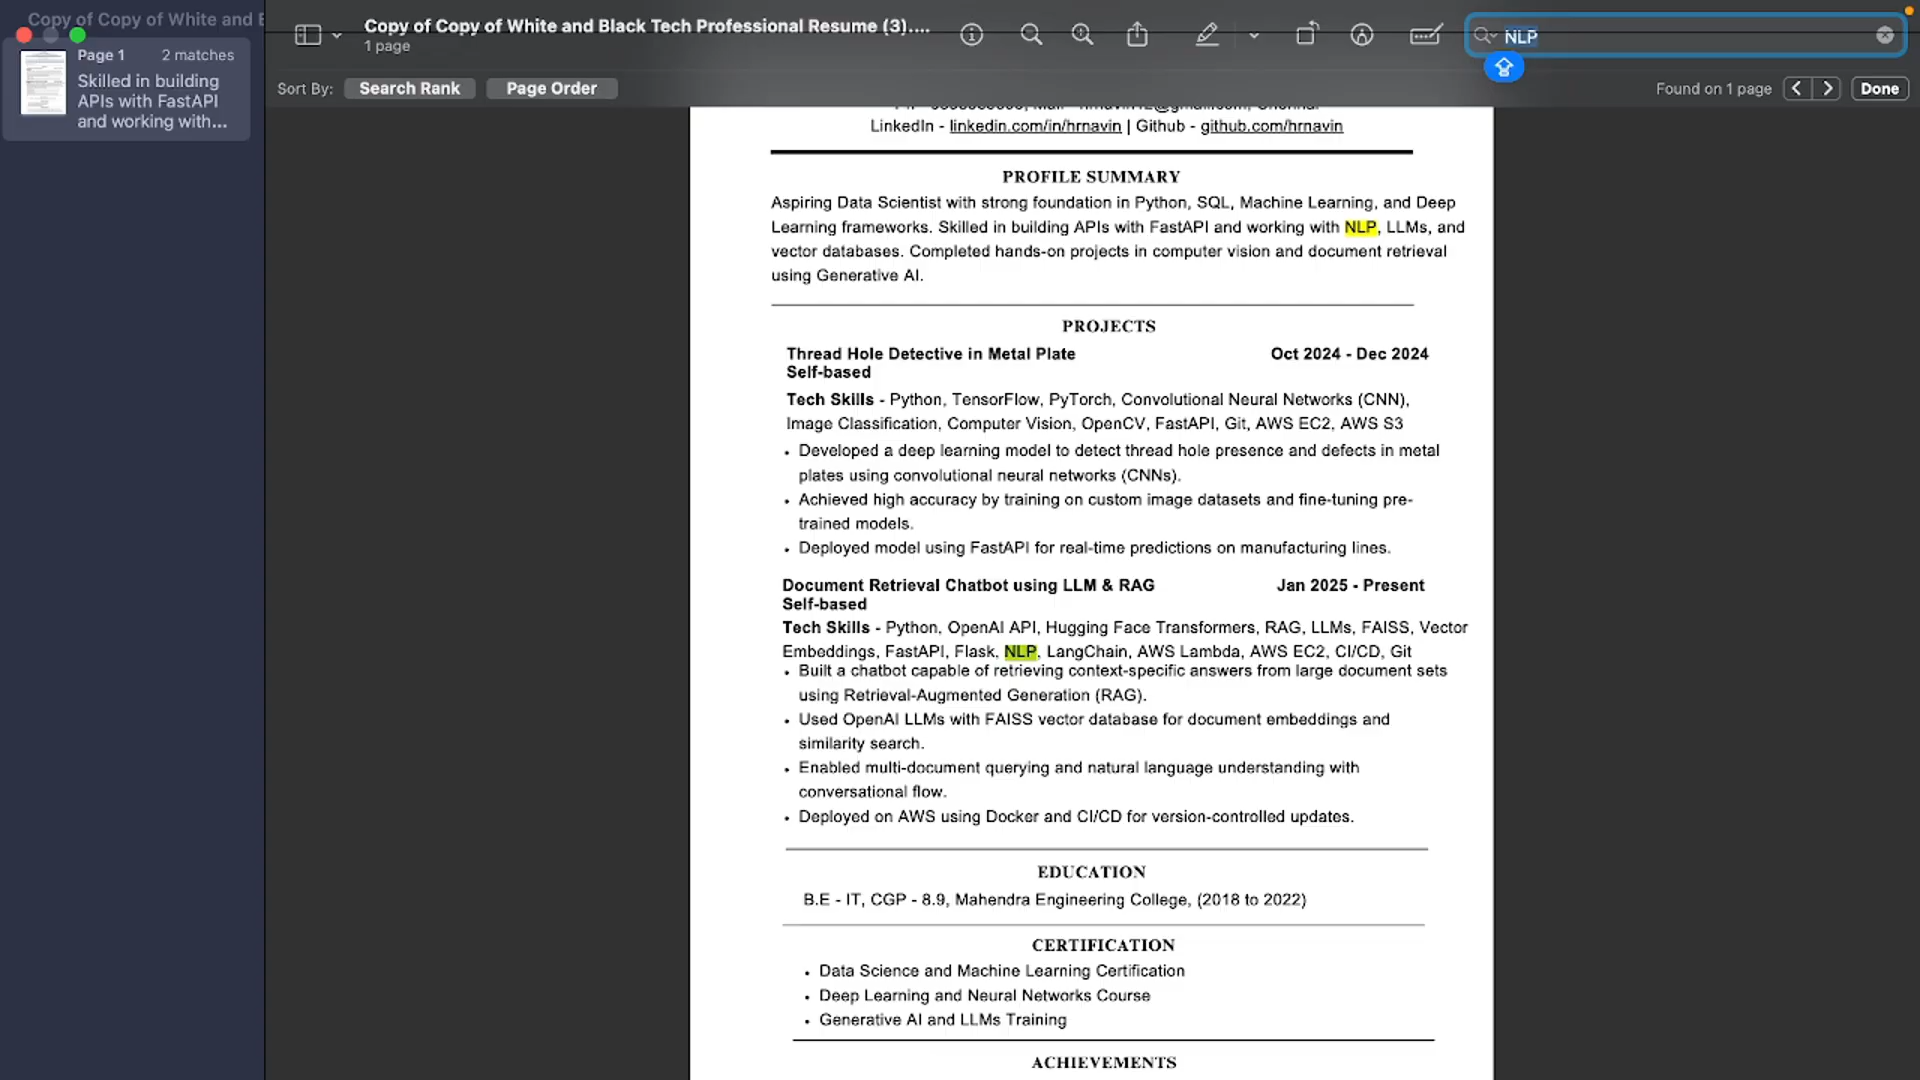 Copy of Copy of White and B
Page 1 2 matches
Skilled in building
APIs with FastAPI
and working with...
Copy of Copy of White and Black Tech Professional Resume (3)....
1 page
NLP
Sort By: Search Rank Page Order
Found on 1 page Done
LinkedIn - linkedin.com/in/hrnavin | Github - github.com/hrnavin
PROFILE SUMMARY
Aspiring Data Scientist with strong foundation in Python, SQL, Machine Learning, and Deep
Learning frameworks. Skilled in building APIs with FastAPI and working with NLP, LLMs, and
vector databases. Completed hands-on projects in computer vision and document retrieval
using Generative AI.
PROJECTS
Thread Hole Detective in Metal Plate Oct 2024 - Dec 2024
Self-based
Tech Skills - Python, TensorFlow, PyTorch, Convolutional Neural Networks (CNN),
Image Classification, Computer Vision, OpenCV, FastAPI, Git, AWS EC2, AWS S3
• Developed a deep learning model to detect thread hole presence and defects in metal
plates using convolutional neural networks (CNNs).
• Achieved high accuracy by training on custom image datasets and fine-tuning pre-
trained models.
• Deployed model using FastAPI for real-time predictions on manufacturing lines.
Document Retrieval Chatbot using LLM & RAG Jan 2025 - Present
Self-based
Tech Skills - Python, OpenAI API, Hugging Face Transformers, RAG, LLMs, FAISS, Vector
Embeddings, FastAPI, Flask, NLP, LangChain, AWS Lambda, AWS EC2, CI/CD, Git
• Built a chatbot capable of retrieving context-specific answers from large document sets
using Retrieval-Augmented Generation (RAG).
• Used OpenAI LLMs with FAISS vector database for document embeddings and
similarity search.
• Enabled multi-document querying and natural language understanding with
conversational flow.
• Deployed on AWS using Docker and CI/CD for version-controlled updates.
EDUCATION
B.E - IT, CGP - 8.9, Mahendra Engineering College, (2018 to 2022)
CERTIFICATION
• Data Science and Machine Learning Certification
• Deep Learning and Neural Networks Course
• Generative AI and LLMs Training
ACHIEVEMENTS